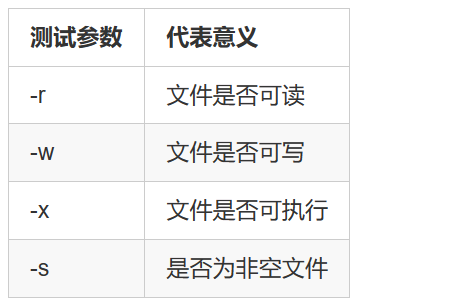 测试参数 代表意义
-r 文件是否可读
-w 文件是否可写
-x 文件是否可执行
-s 是否为非空文件